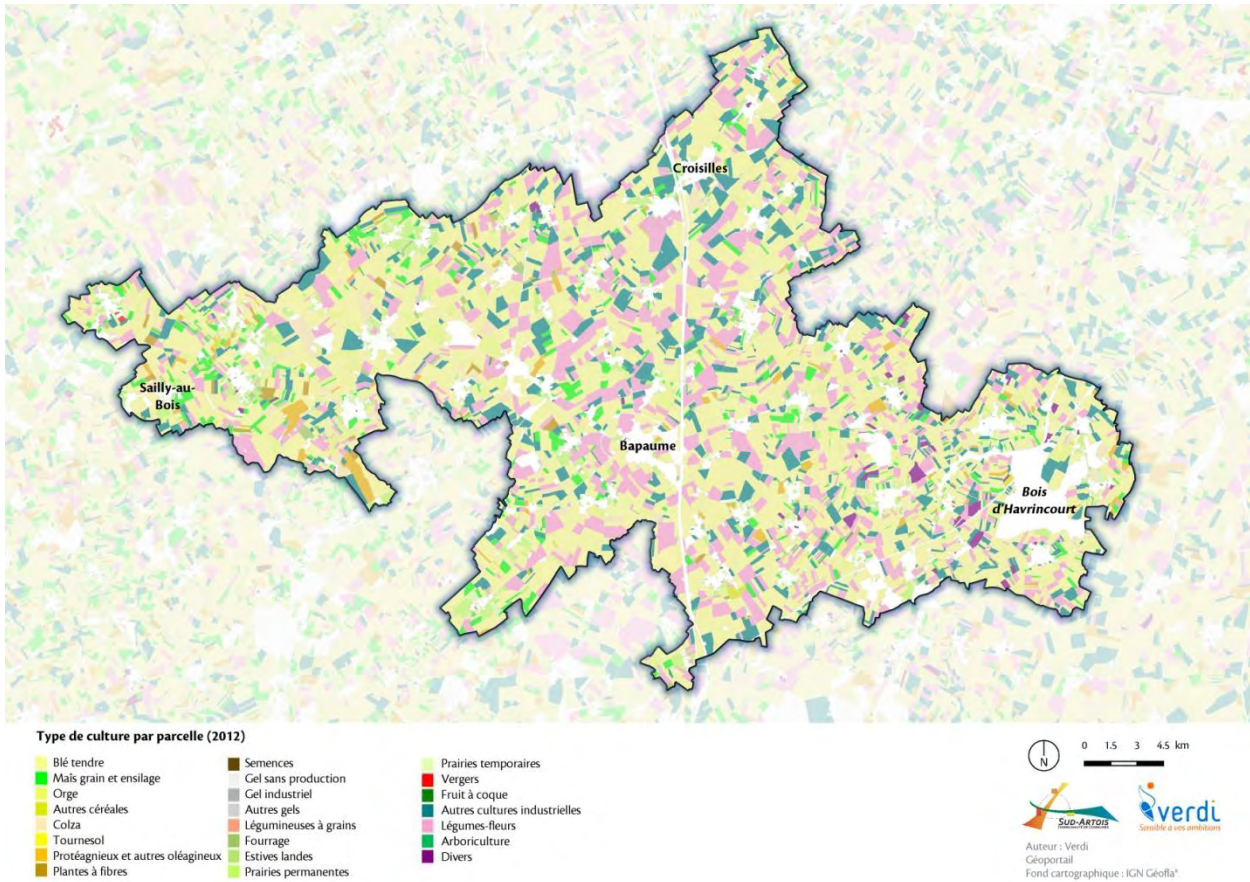 Croisilles
Sailly-au-
Bois
Bapaume
Bois
d'Havrincourt
Type de culture par parcelle (2012)
Blé tendre
Maïs grain et ensilage
Orge
Autres céréales
Colza
Tournesol
Protéagnieux et autres oléagineux
Plantes à fibres
Semences
Gel sans production
Gel industriel
Autres gels
Légumineuses à grains
Fourrage
Estives landes
Prairies permanentes
Prairies temporaires
Vergers
Fruit à coque
Autres cultures industrielles
Légumes-fleurs
Arboriculture
Divers
N
0 1.5 3 4.5 km
SUD-ARTOIS
COMMUNAUTÉ DE COMMUNES
verdi
Sensible à vos ambitions
Auteur : Verdi
Géoportail
Fond cartographique : IGN Géofla®